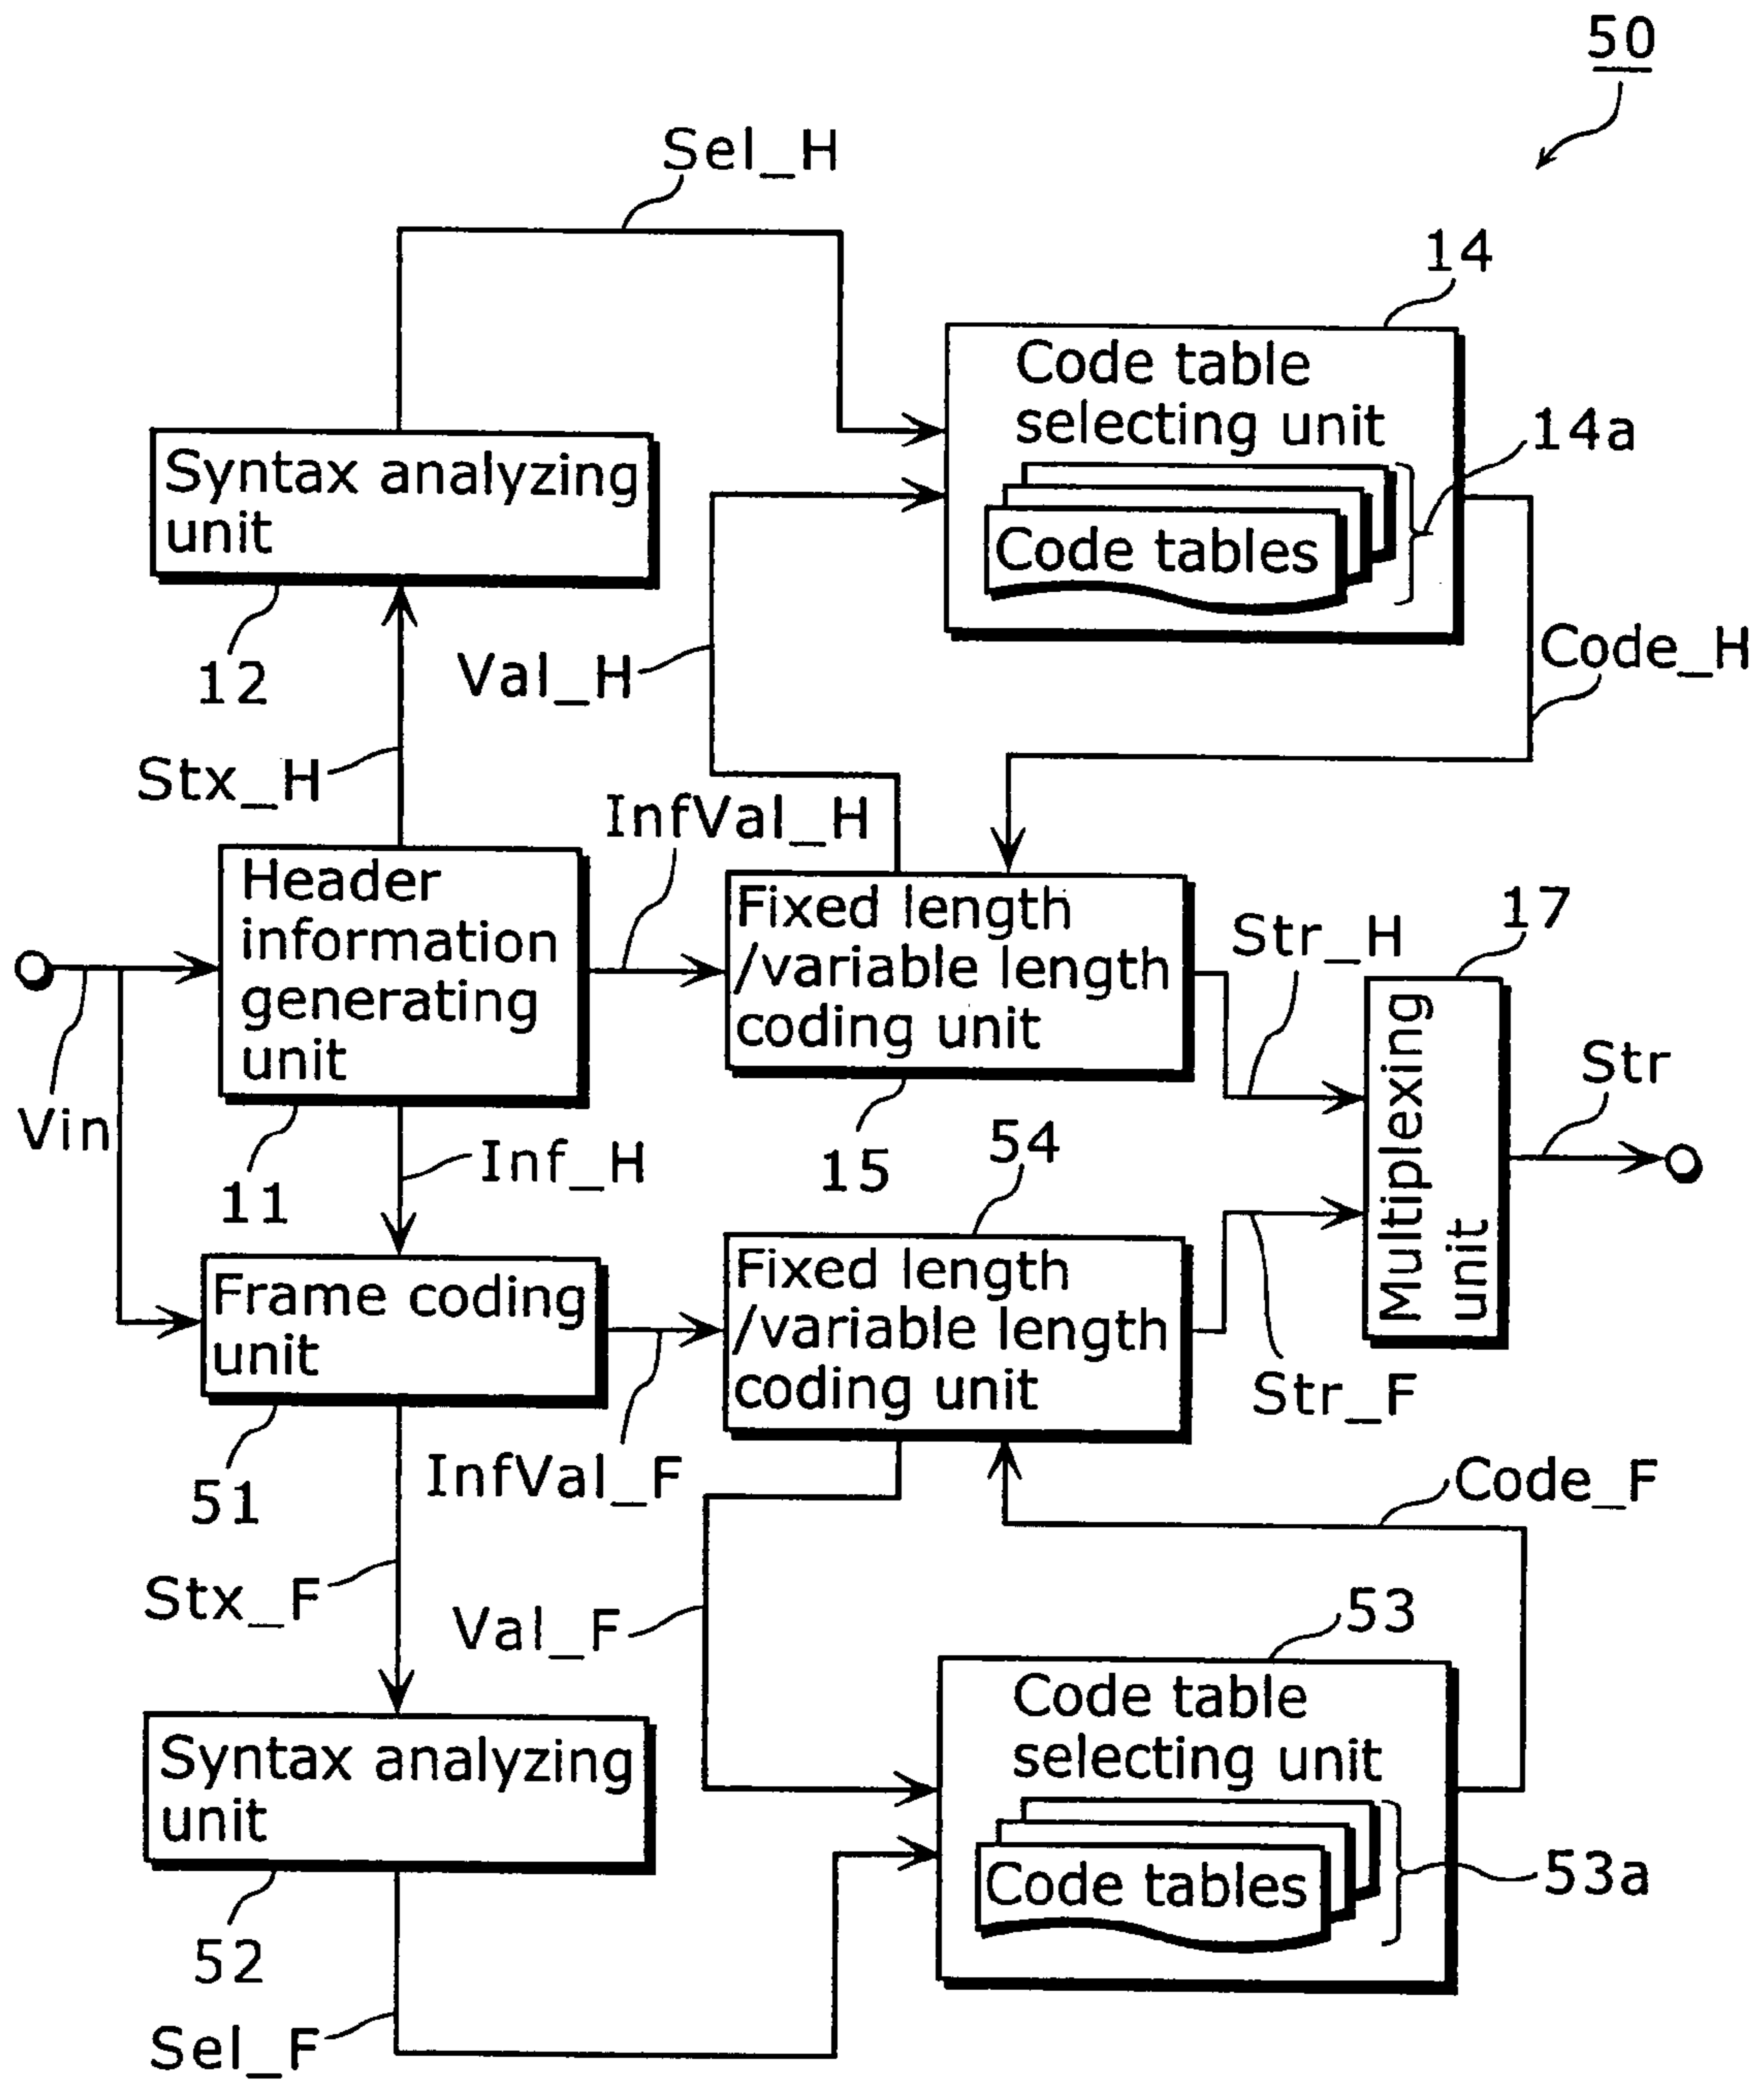 50
Sel_H
14
Code table
selecting unit
14a
Code tables
Syntax analyzing
unit
12
Val_H
Code_H
Stx_H
InfVal_H
Header
information
generating
unit
Fixed length
/variable length
coding unit
17
Str_H
Multiplexing
unit
Str
Vin
11
Inf_H
15
54
Frame coding
unit
Fixed length
/variable length
coding unit
Str_F
51
InfVal_F
Code_F
Stx_F
Val_F
53
Code table
selecting unit
Syntax analyzing
unit
Code tables
53a
52
Sel_F